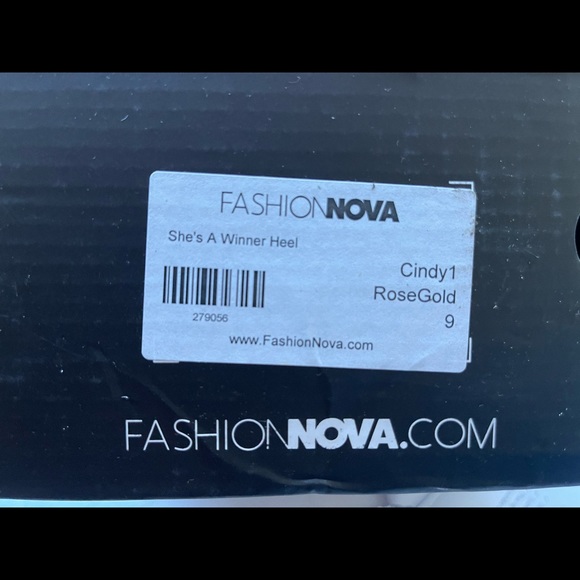 FASHIONNOVA
She's A Winner Heel
Cindy1
RoseGold
279056
9
www.FashionNova.com
FASHIONNOVA.COM